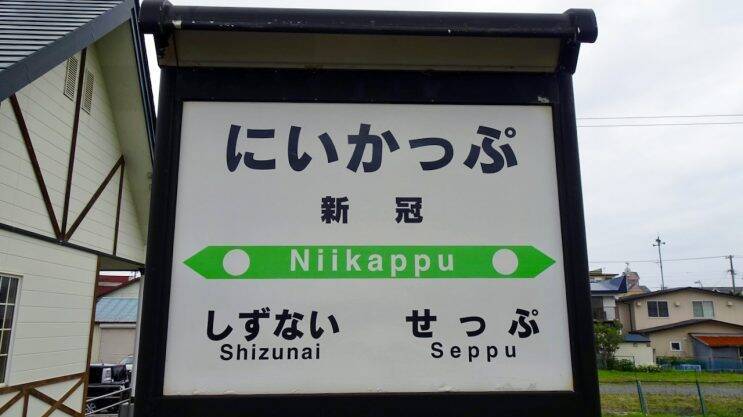 にいかっぷ
新冠
Niikappu
しずない せっぷ
Shizunai Seppu